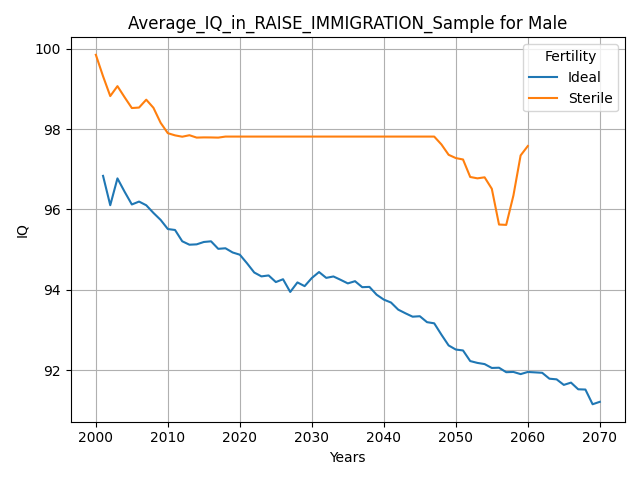 Average_IQ_in_RAISE_IMMIGRATION_Sample for Male
Fertility
Ideal
Sterile
100
98
96
94
92
IQ
2000 2010 2020 2030 2040 2050 2060 2070
Years